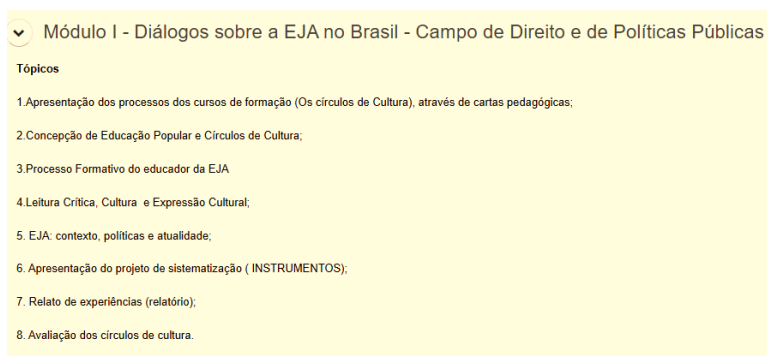 Módulo I - Diálogos sobre a EJA no Brasil - Campo de Direito e de Políticas Públicas
Tópicos
1.Apresentação dos processos dos cursos de formação (Os círculos de Cultura), através de cartas pedagógicas;
2.Concepção de Educação Popular e Círculos de Cultura;
3.Processo Formativo do educador da EJA
4.Leitura Crítica, Cultura  e Expressão Cultural;
5. EJA: contexto, políticas e atualidade;
6. Apresentação do projeto de sistematização ( INSTRUMENTOS);
7. Relato de experiências (relatório);
8. Avaliação dos círculos de cultura.